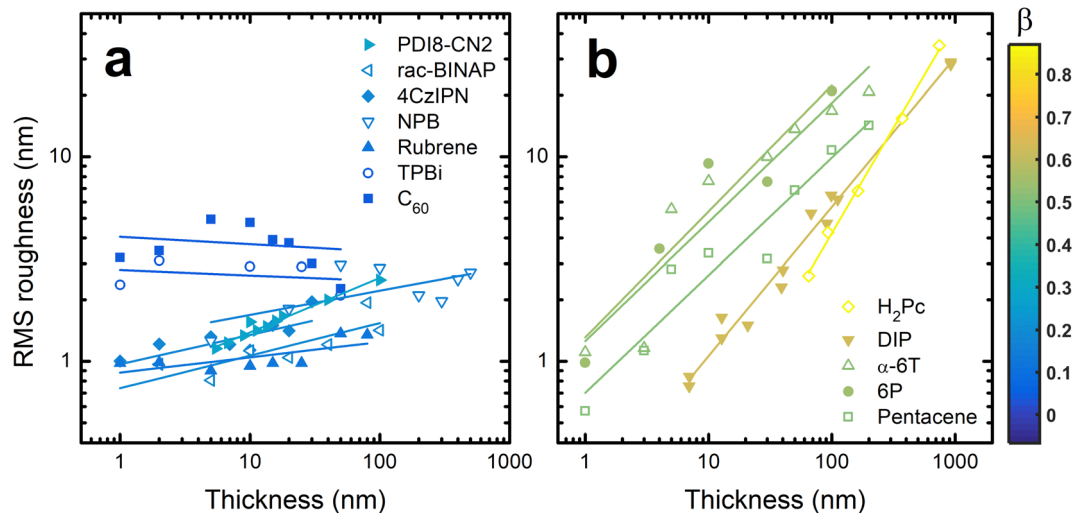 a
PDI8-CN2
rac-BINAP
4CzIPN
NPB
Rubrene
TPBi
C60
RMS roughness (nm)
10
1
1 10 100 1000
Thickness (nm)
b
H2Pc
DIP
α-6T
6P
Pentacene
10
1
1 10 100 1000
Thickness (nm)
β
0.8
0.7
0.6
0.5
0.4
0.3
0.2
0.1
0